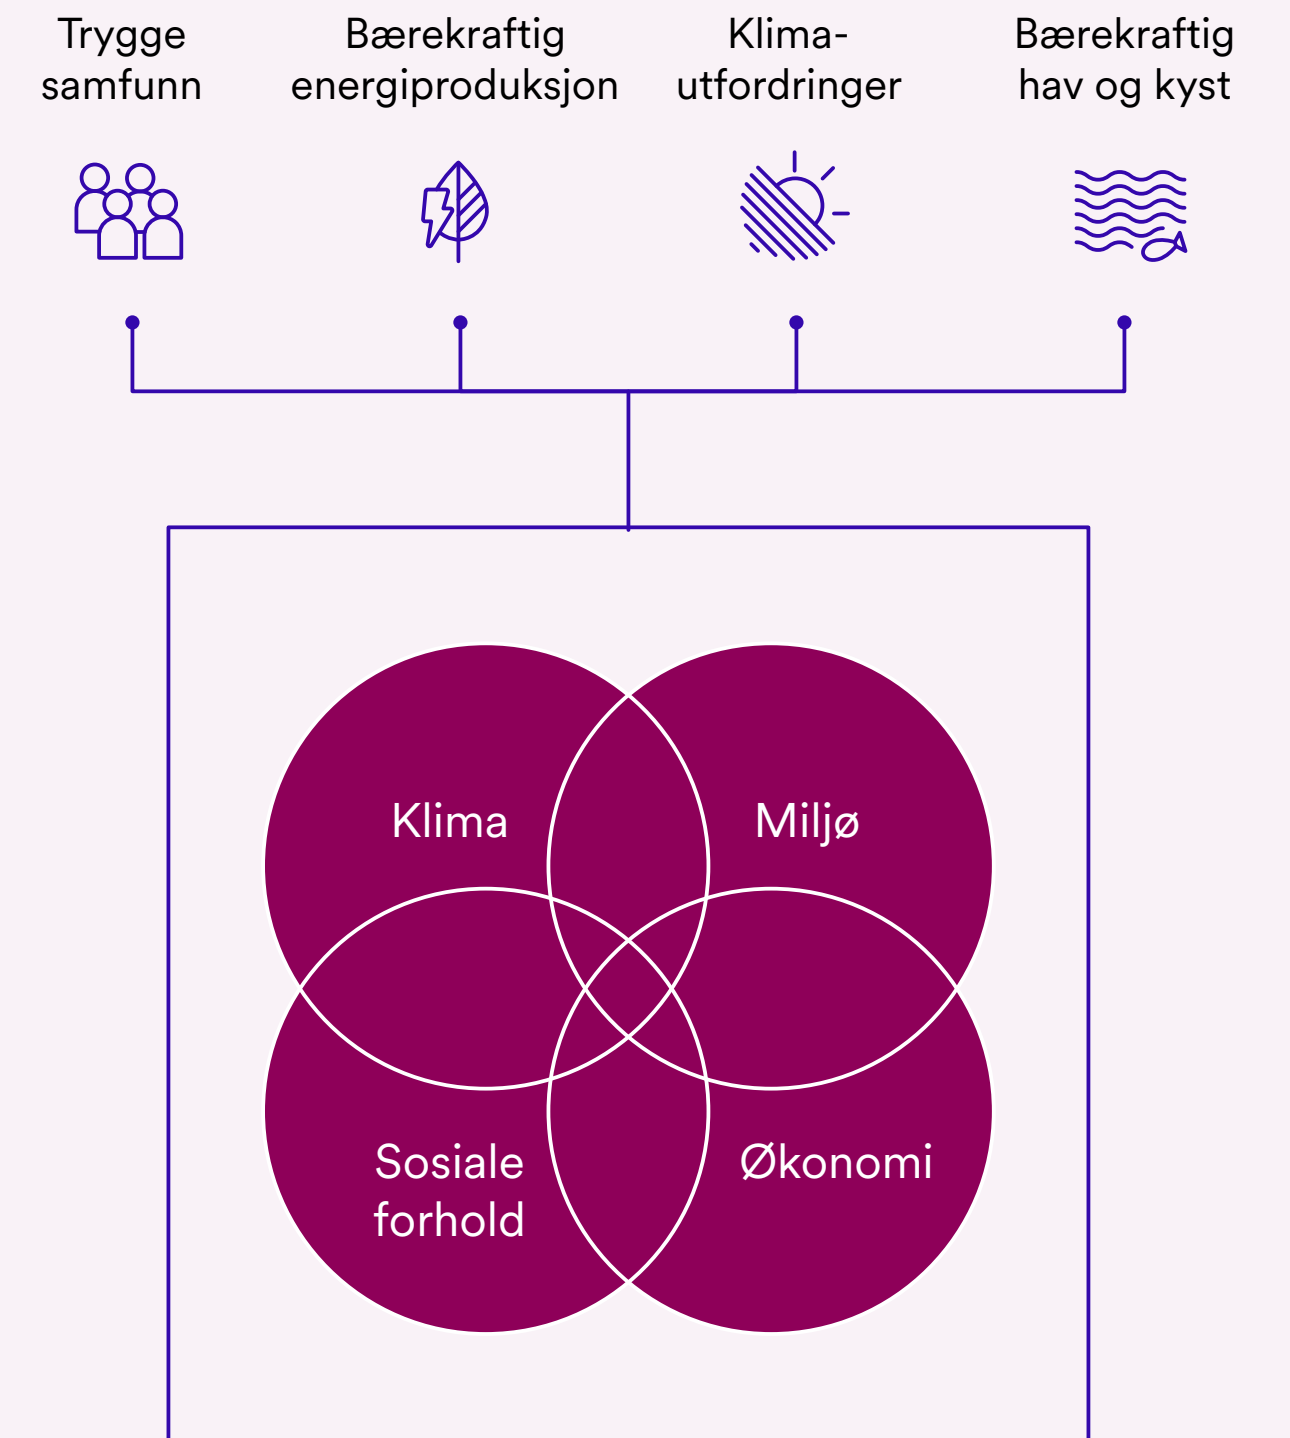 Trygge
samfunn
Bærekraftig
energiproduksjon
Klima-
utfordringer
Bærekraftig
hav og kyst
Klima
Miljø
Sosiale
forhold
Økonomi